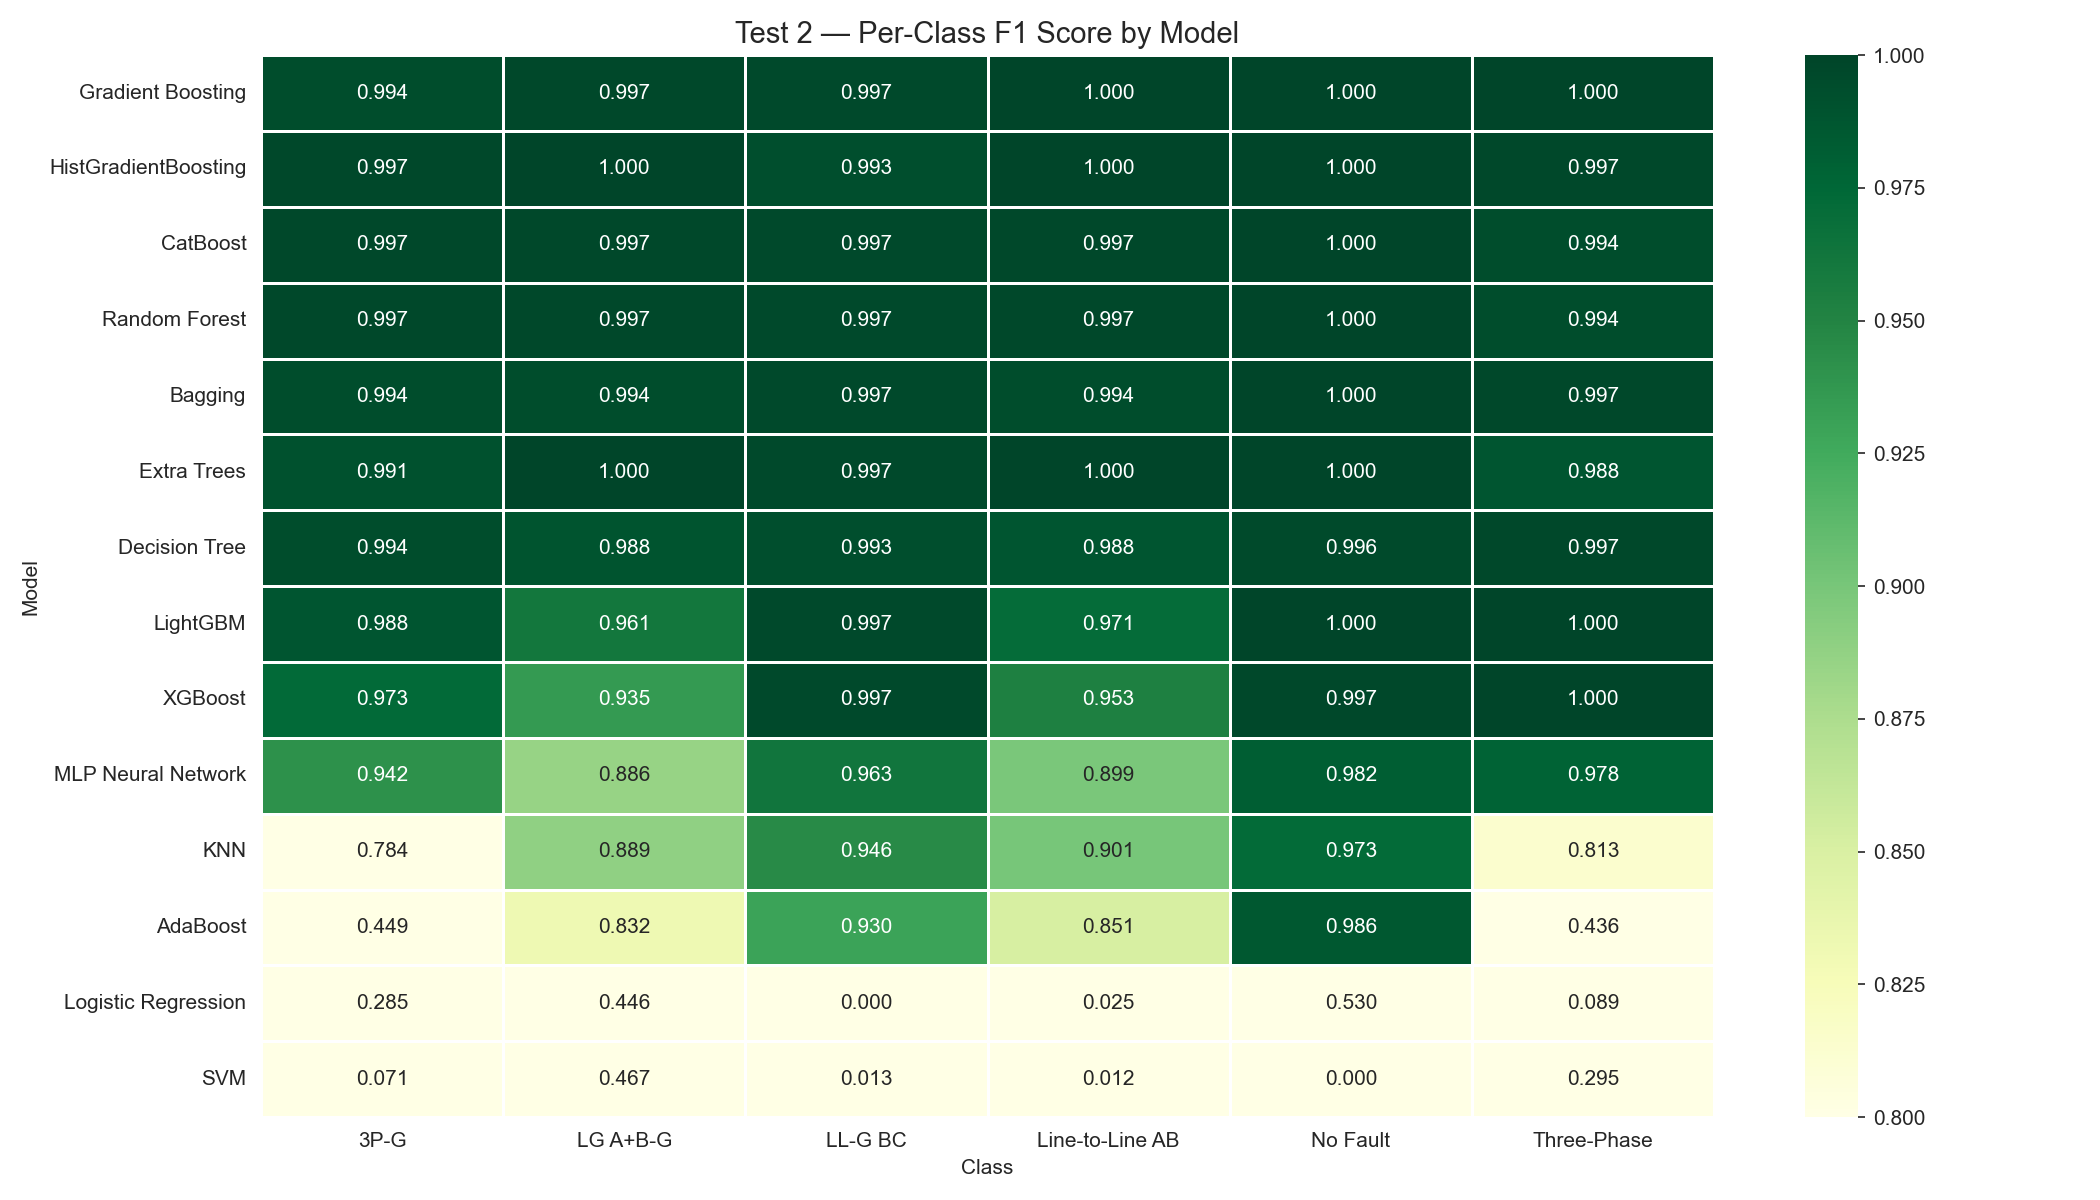 Test 2 — Per-Class F1 Score by Model
Gradient Boosting 0.994 0.997 0.997 1.000 1.000 1.000
HistGradientBoosting 0.997 1.000 0.993 1.000 1.000 0.997
CatBoost 0.997 0.997 0.997 0.997 1.000 0.994
Random Forest 0.997 0.997 0.997 0.997 1.000 0.994
Bagging 0.994 0.994 0.997 0.994 1.000 0.997
Extra Trees 0.991 1.000 0.997 1.000 1.000 0.988
Decision Tree 0.994 0.988 0.993 0.988 0.996 0.997
LightGBM 0.988 0.961 0.997 0.971 1.000 1.000
XGBoost 0.973 0.935 0.997 0.953 0.997 1.000
MLP Neural Network 0.942 0.886 0.963 0.899 0.982 0.978
KNN 0.784 0.889 0.946 0.901 0.973 0.813
AdaBoost 0.449 0.832 0.930 0.851 0.986 0.436
Logistic Regression 0.285 0.446 0.000 0.025 0.530 0.089
SVM 0.071 0.467 0.013 0.012 0.000 0.295
3P-G LG A+B-G LL-G BC Line-to-Line AB No Fault Three-Phase
Class
Model
1.000
0.975
0.950
0.925
0.900
0.875
0.850
0.825
0.800